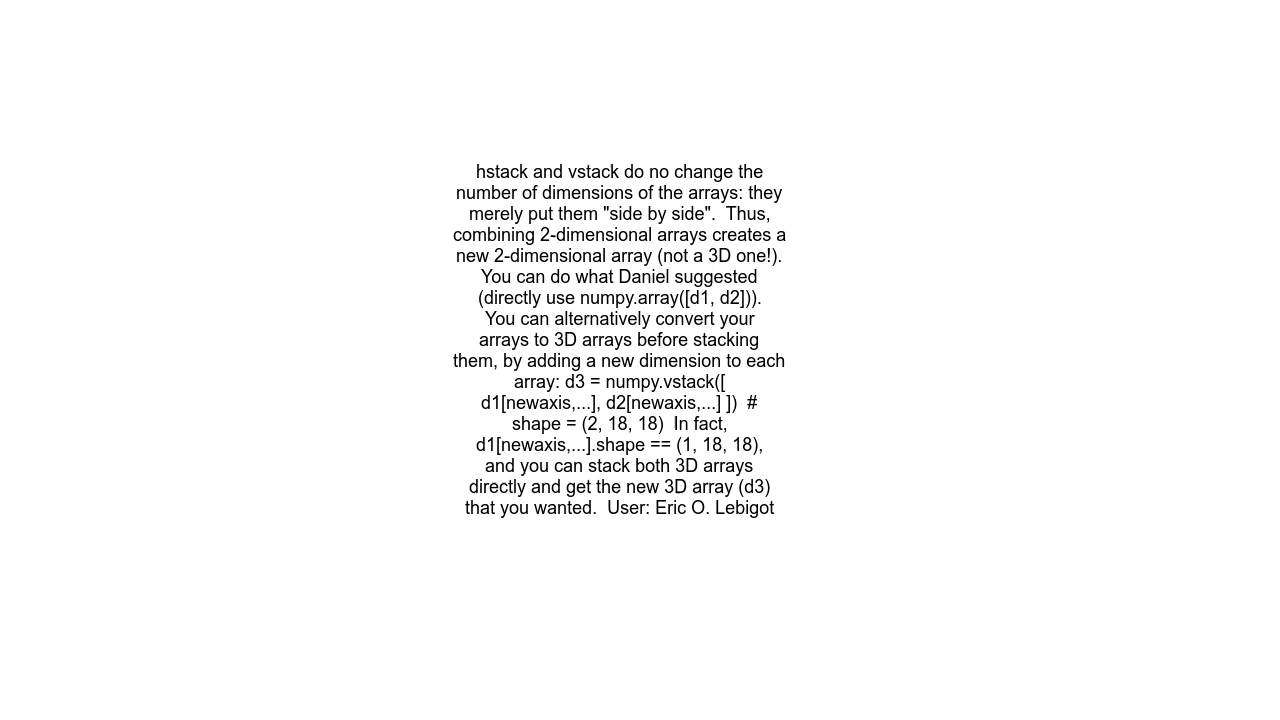 hstack and vstack do no change the
number of dimensions of the arrays: they
merely put them "side by side".  Thus,
combining 2-dimensional arrays creates a
new 2-dimensional array (not a 3D one!).
You can do what Daniel suggested
(directly use numpy.array([d1, d2])).
You can alternatively convert your
arrays to 3D arrays before stacking
them, by adding a new dimension to each
array: d3 = numpy.vstack([
d1[newaxis,...], d2[newaxis,...] ])  #
shape = (2, 18, 18)  In fact,
d1[newaxis,...].shape == (1, 18, 18),
and you can stack both 3D arrays
directly and get the new 3D array (d3)
that you wanted.  User: Eric O. Lebigot